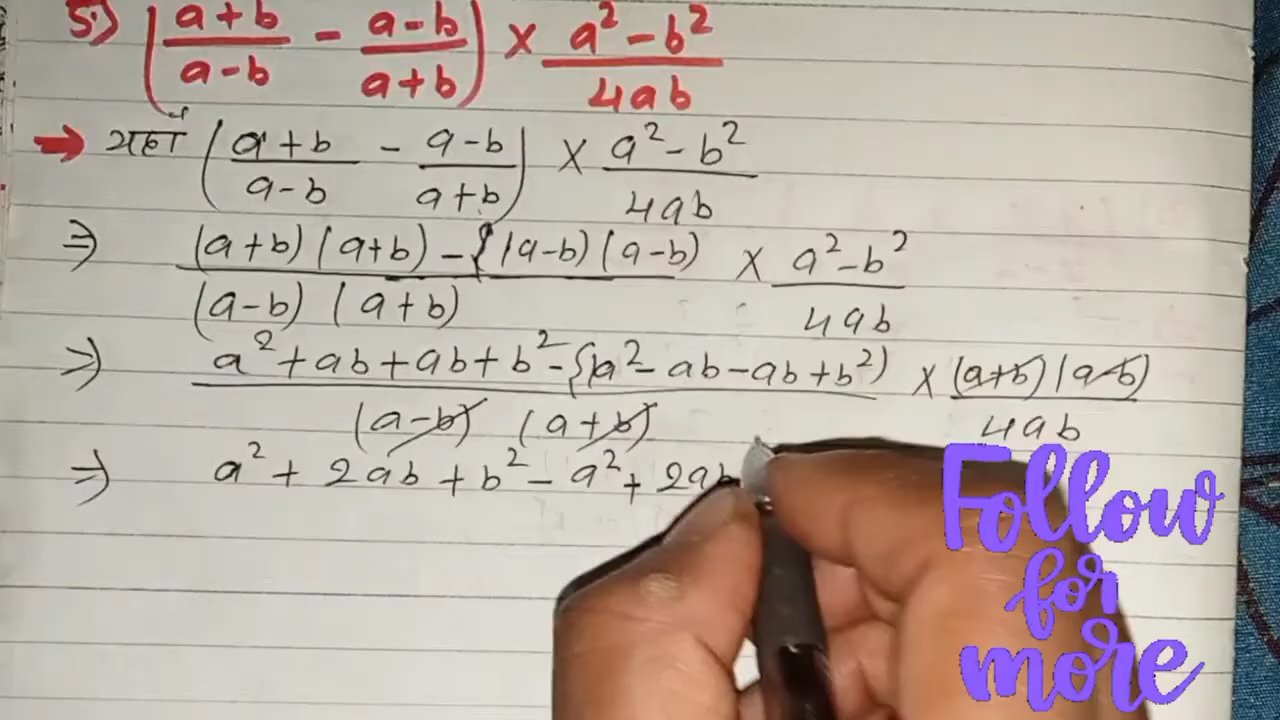 5.) (a+b/a-b - a-b/a+b) × a²-b²/4ab
→ यहाँ (a+b/a-b - a-b/a+b) × a²-b²/4ab
⇒ (a+b)(a+b) - {(a-b)(a-b)/(a-b)(a+b) × a²-b²/4ab
⇒ a²+ab+ab+b²-{(a²-ab-ab+b²)/(a-b)(a+b) × (a+b)(a-b)/4ab
⇒ a²+2ab+b²-a²+2ab
Follow
for
more